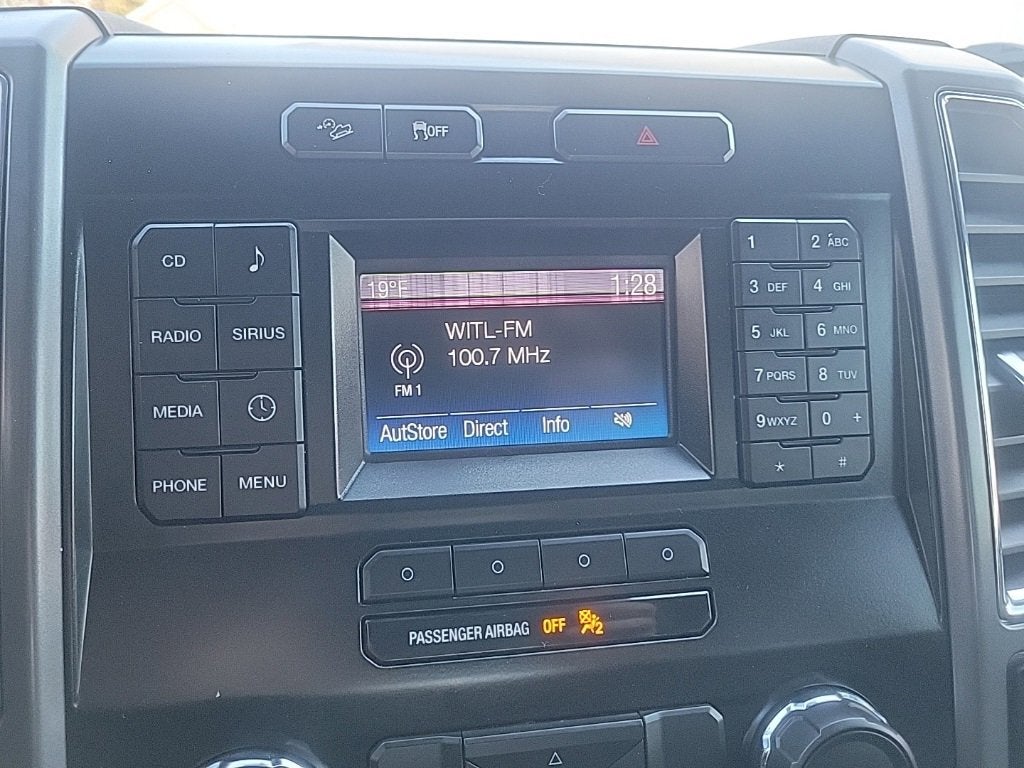 OFF
CD
RADIO SIRIUS
MEDIA
PHONE MENU
19°F 1:28
WITL-FM
100.7 MHz
FM 1
AutStore Direct Info
1 2 ABC
3 DEF 4 GHI
5 JKL 6 MNO
7 PQRS 8 TUV
9 WXYZ 0 +
* #
PASSENGER AIRBAG OFF 2